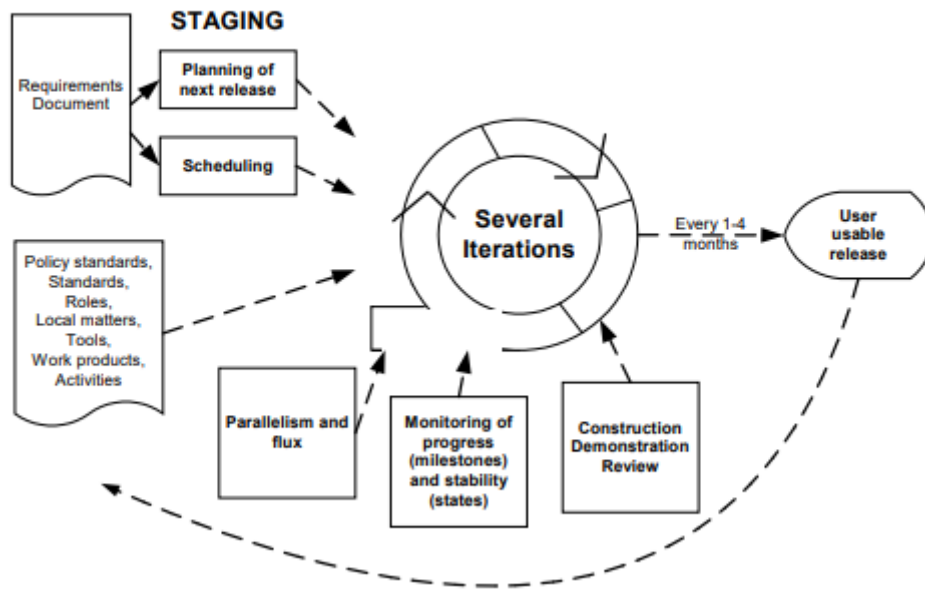 STAGING
Requirements
Document
Planning of
next release
Scheduling
Policy standards,
Standards,
Roles,
Local matters,
Tools,
Work products,
Activities
Several
Iterations
Every 1-4
months
User
usable
release
Parallelism and
flux
Monitoring of
progress
(milestones)
and stability
(states)
Construction
Demonstration
Review